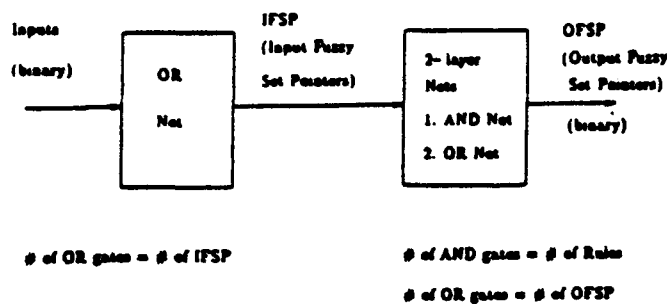 Inputs
(binary)
OR
Net
IFSP
(Input Fuzzy
Set Pointers)
2-layer
Nets
1. AND Net
2. OR Net
OFSP
(Output Fuzzy
Set Pointers)
(binary)
# of OR gates = # of IFSP
# of AND gates = # of Rules
# of OR gates = # of OFSP